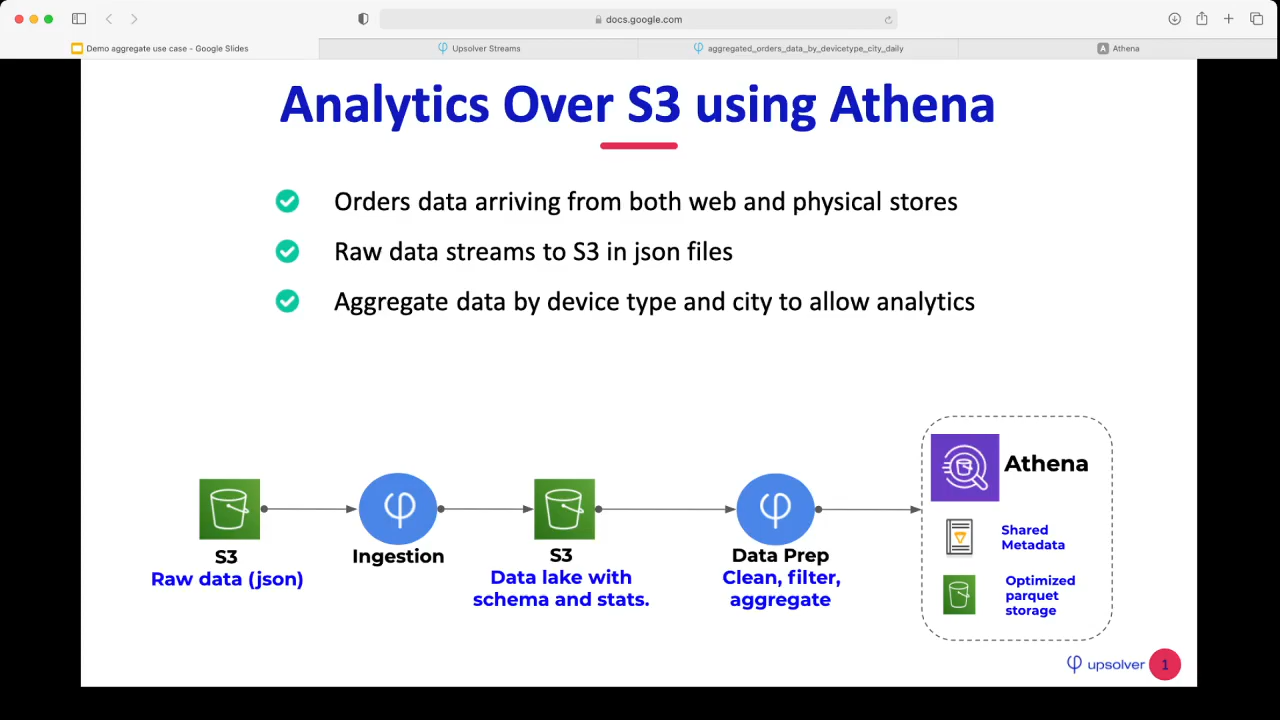 docs.google.com
Demo aggregate use case - Google Slides
Upsolver Streams
aggregated_orders_data_by_devicetype_city_daily
A
Athena
Analytics Over S3 using Athena
Orders data arriving from both web and physical stores
Raw data streams to S3 in json files
Aggregate data by device type and city to allow analytics
S3
Raw data (json)
Ingestion
S3
Data lake with
schema and stats.
Data Prep
Clean, filter,
aggregate
Athena
Shared
Metadata
Optimized
parquet
storage
upsolver
1